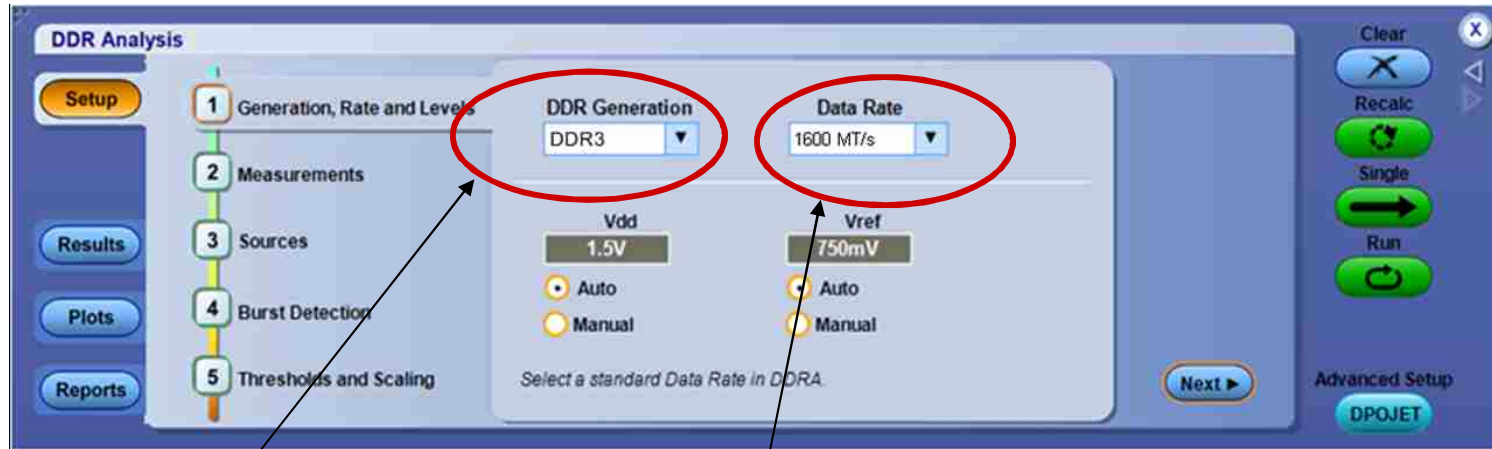 DDR Analysis
Clear
X
Setup
1 Generation, Rate and Levels
DDR Generation
Data Rate
DDR3
1600 MT/s
Recalc
2 Measurements
Single
Vdd
Vref
Results
3 Sources
1.5V
750mV
Run
Auto
Auto
Plots
4 Burst Detection
Manual
Manual
Reports
5 Thresholds and Scaling
Select a standard Data Rate in DDRA.
Next
Advanced Setup
DPOJET